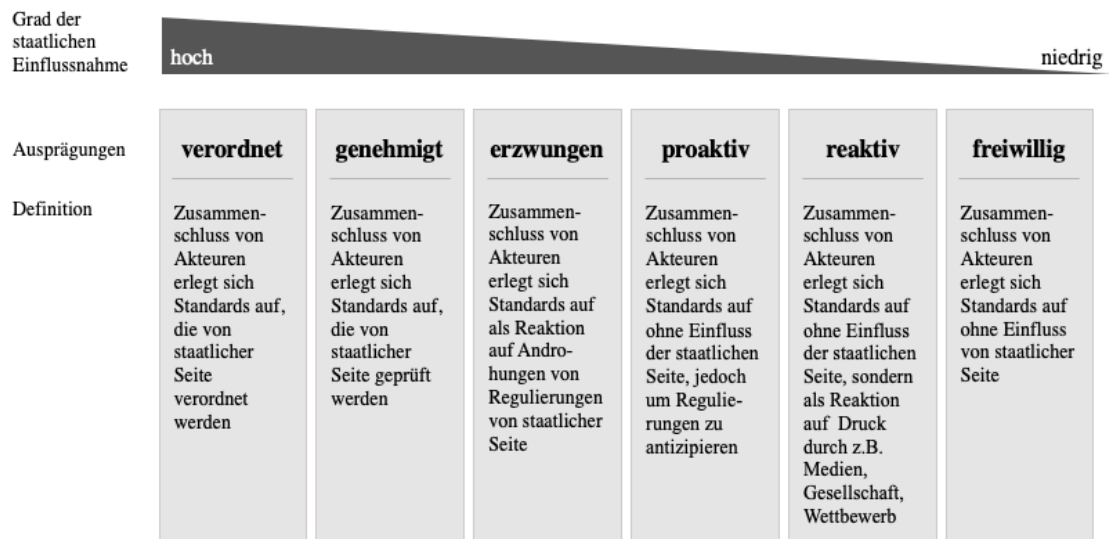 Grad der
staatlichen
Einflussnahme
hoch
niedrig
Ausprägungen
verordnet
genehmigt
erzwungen
proaktiv
reaktiv
freiwillig
Definition
Zusammen-
schluss von
Akteuren
erlegt sich
Standards auf,
die von
staatlicher
Seite
verordnet
werden
Zusammen-
schluss von
Akteuren
erlegt sich
Standards auf,
die von
staatlicher
Seite geprüft
werden
Zusammen-
schluss von
Akteuren
erlegt sich
Standards auf
als Reaktion
auf Andro-
hungen von
Regulierungen
von staatlicher
Seite
Zusammen-
schluss von
Akteuren
erlegt sich
Standards auf
ohne Einfluss
der staatlichen
Seite, jedoch
um Regulie-
rungen zu
antizipieren
Zusammen-
schluss von
Akteuren
erlegt sich
Standards auf
ohne Einfluss
der staatlichen
Seite, sondern
als Reaktion
auf Druck
durch z.B.
Medien,
Gesellschaft,
Wettbewerb
Zusammen-
schluss von
Akteuren
erlegt sich
Standards auf
ohne Einfluss
von staatlicher
Seite